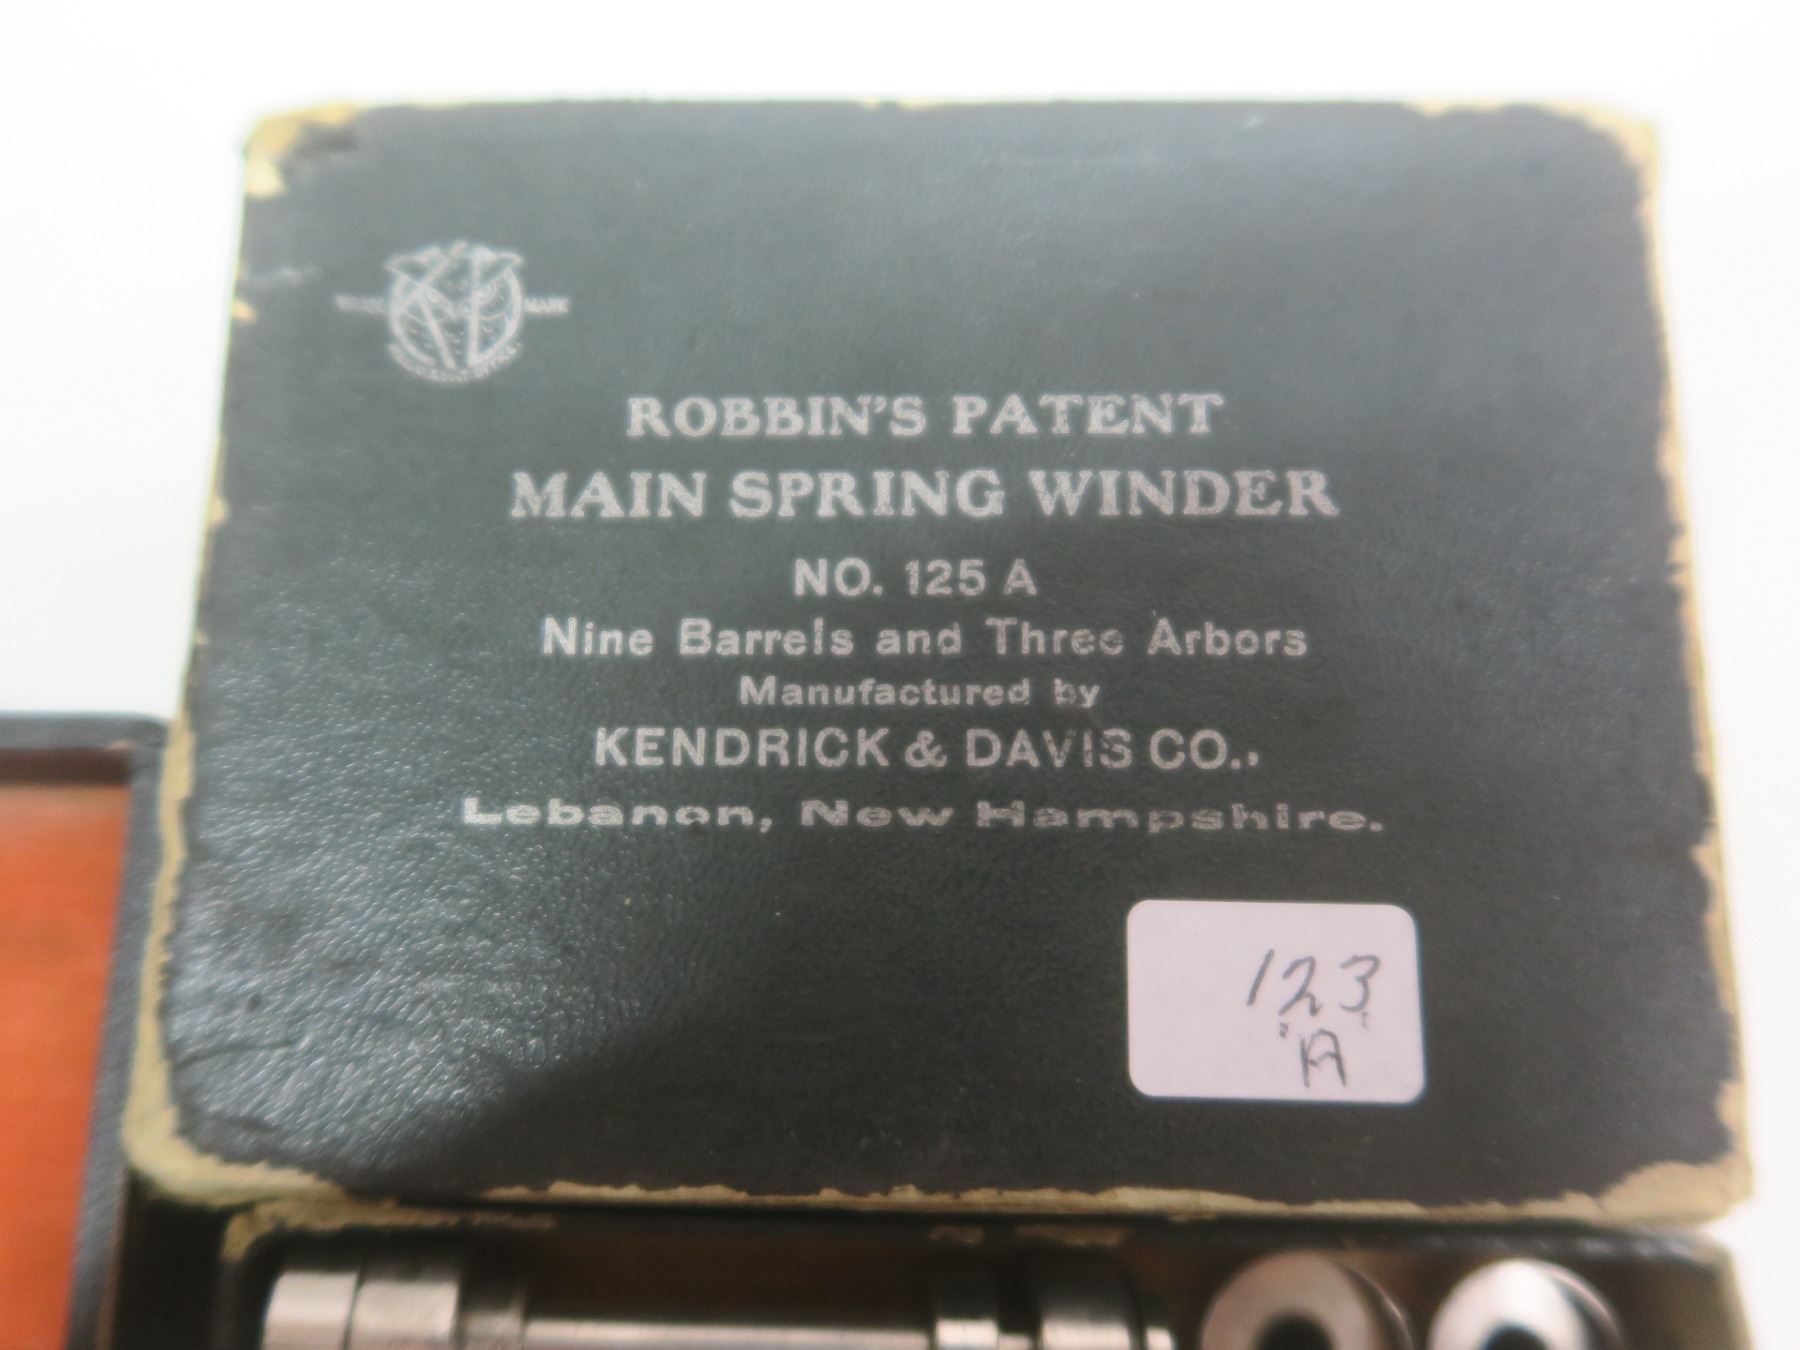 MARK
ROBBIN'S PATENT
MAIN SPRING WINDER
NO. 125 A
Nine Barrels and Three Arbors
Manufactured by
KENDRICK & DAVIS CO.,
Lebanon, New Hampshire.
123
"A"